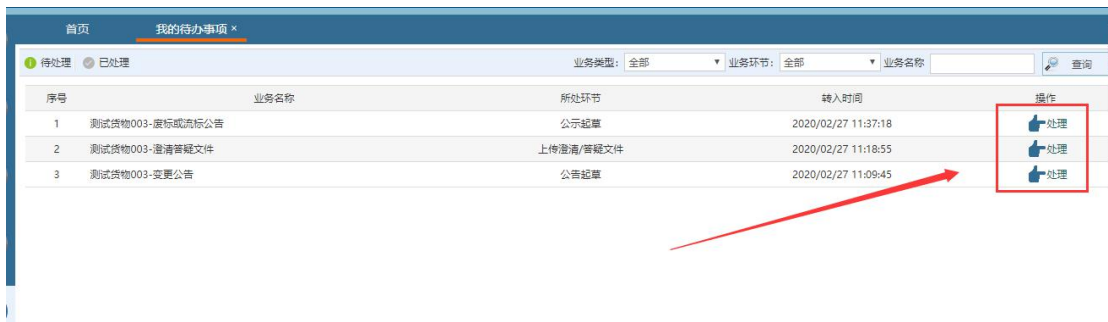 首页 我的待办事项 ×
待处理 已处理 业务类型: 全部 业务环节: 全部 业务名称 查询
序号 业务名称 所处环节 转入时间 操作
1 测试货物003-废标或流标公告 公示起草 2020/02/27 11:37:18 处理
2 测试货物003-澄清答疑文件 上传澄清/答疑文件 2020/02/27 11:18:55 处理
3 测试货物003-变更公告 公告起草 2020/02/27 11:09:45 处理